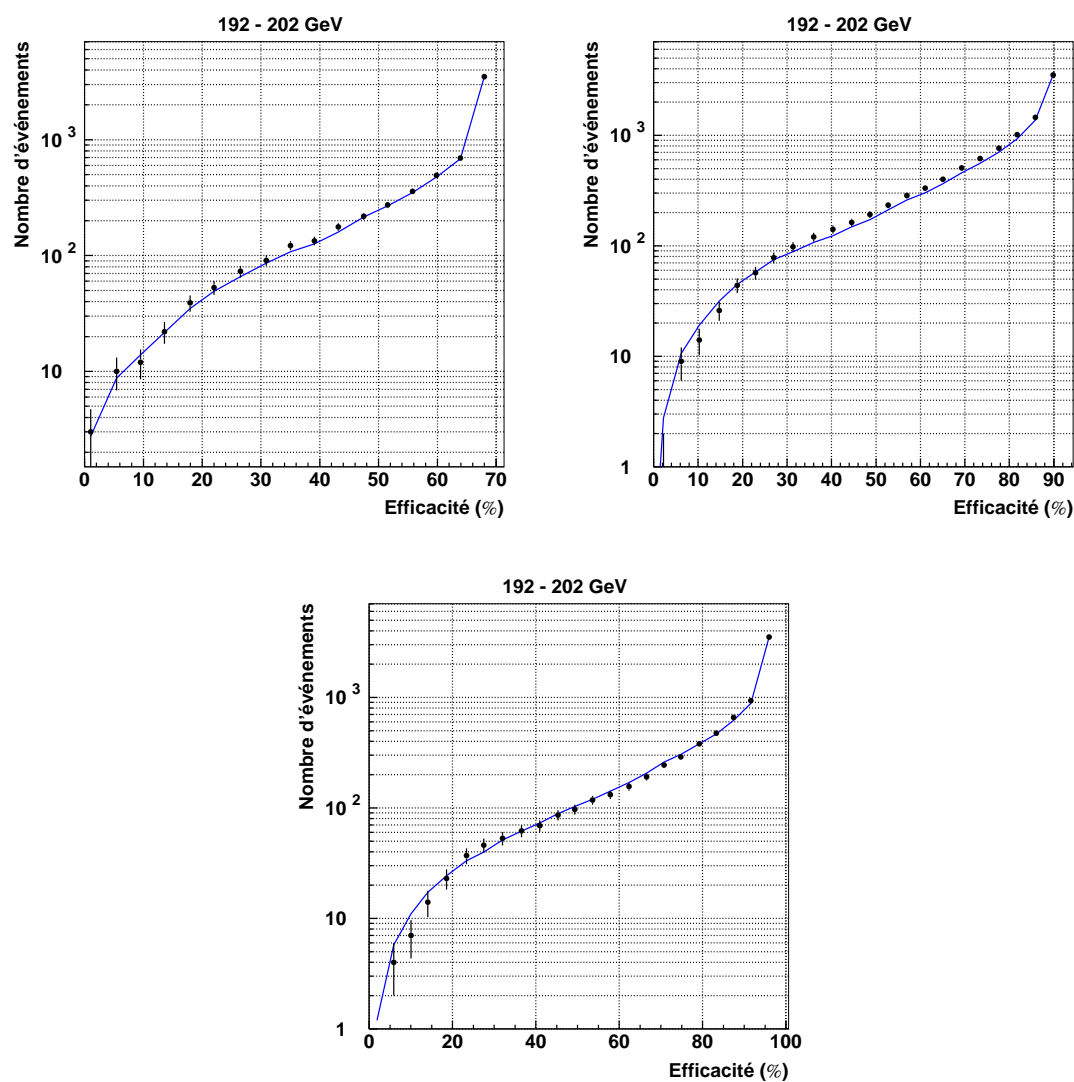 192 - 202 GeV
Nombre d'événements
10 3
10 2
10
0 10 20 30 40 50 60 70
Efficacité (%)
192 - 202 GeV
Nombre d'événements
10 3
10 2
10
1
0 10 20 30 40 50 60 70 80 90
Efficacité (%)
192 - 202 GeV
Nombre d'événements
10 3
10 2
10
1
0 20 40 60 80 100
Efficacité (%)